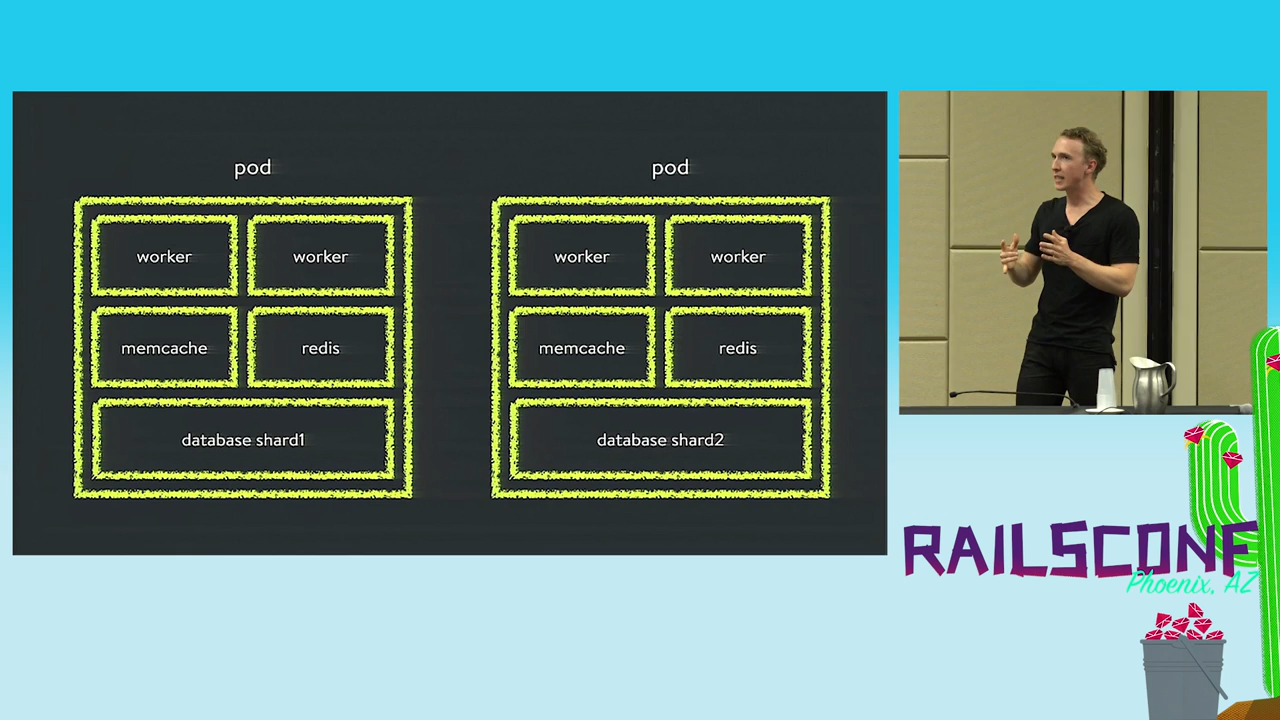 pod
pod
worker
worker
worker
worker
memcache
redis
memcache
redis
database shard1
database shard2
RAILSCONF
Phoenix, AZ